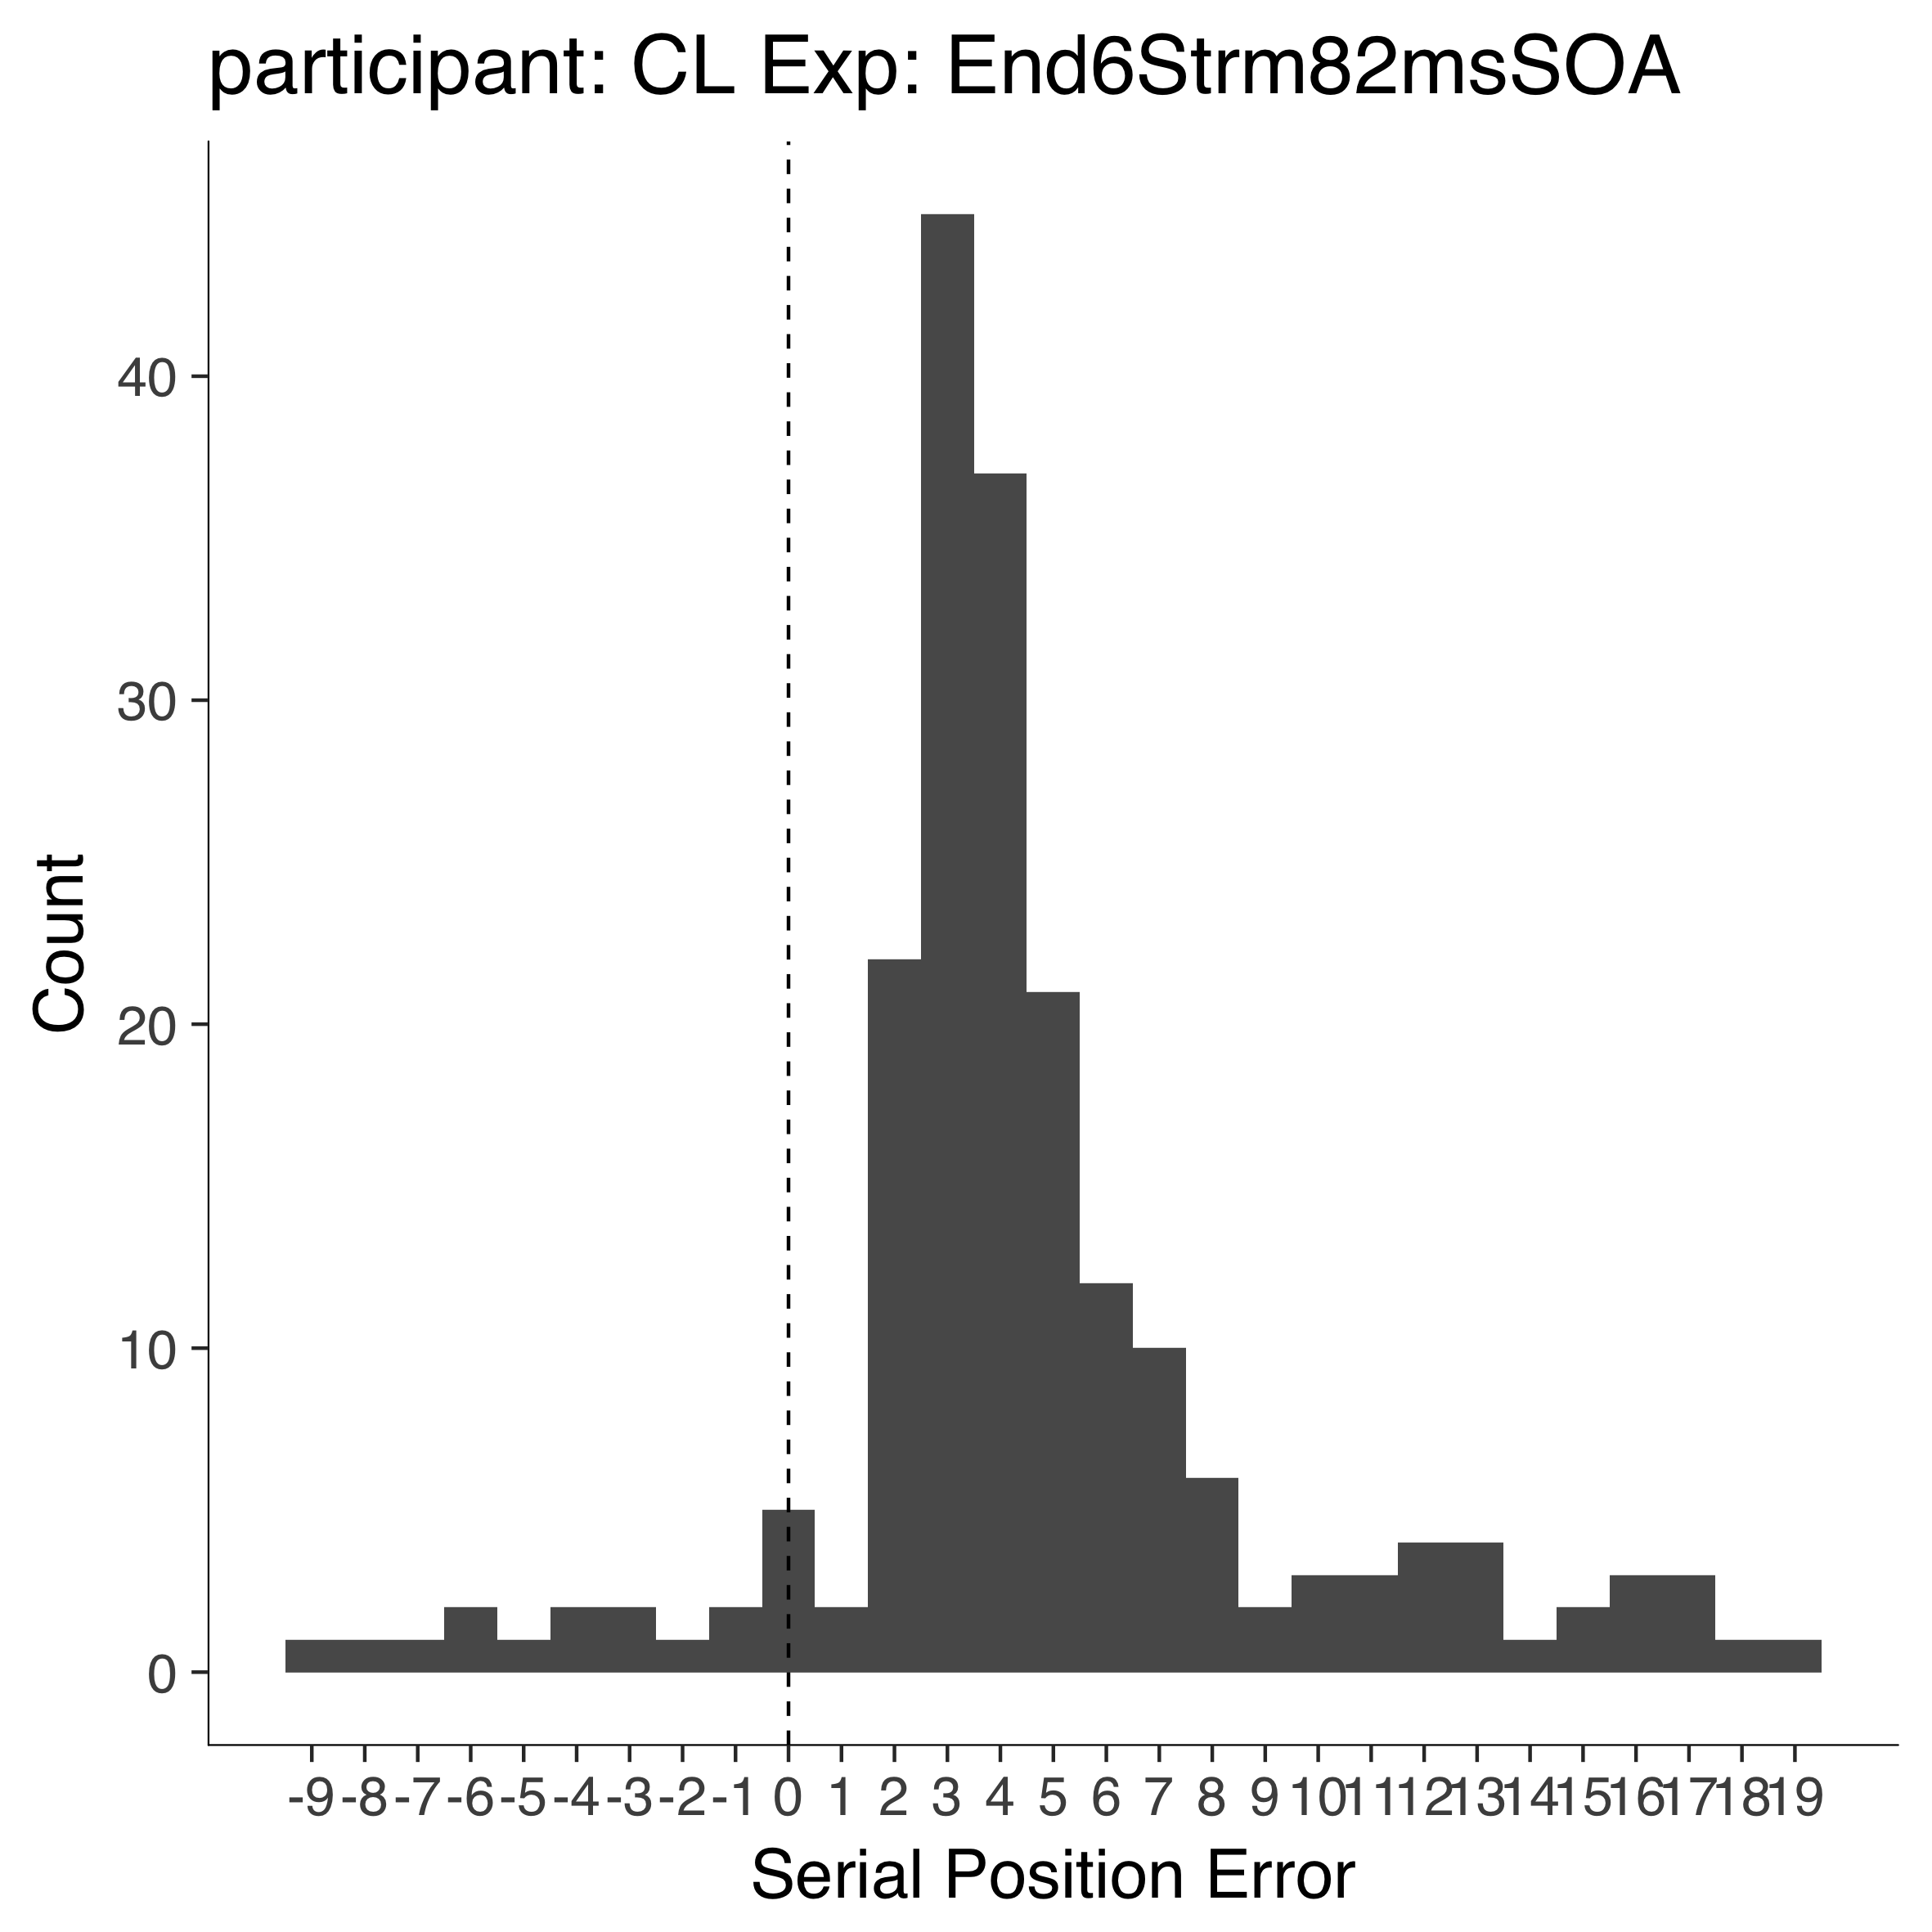 participant: CL Exp: End6Strm82msSOA
Count
40
30
20
10
0
-9 -8 -7 -6 -5 -4 -3 -2 -1 0 1 2 3 4 5 6 7 8 9 10 11 12 13 14 15 16 17 18 19
Serial Position Error